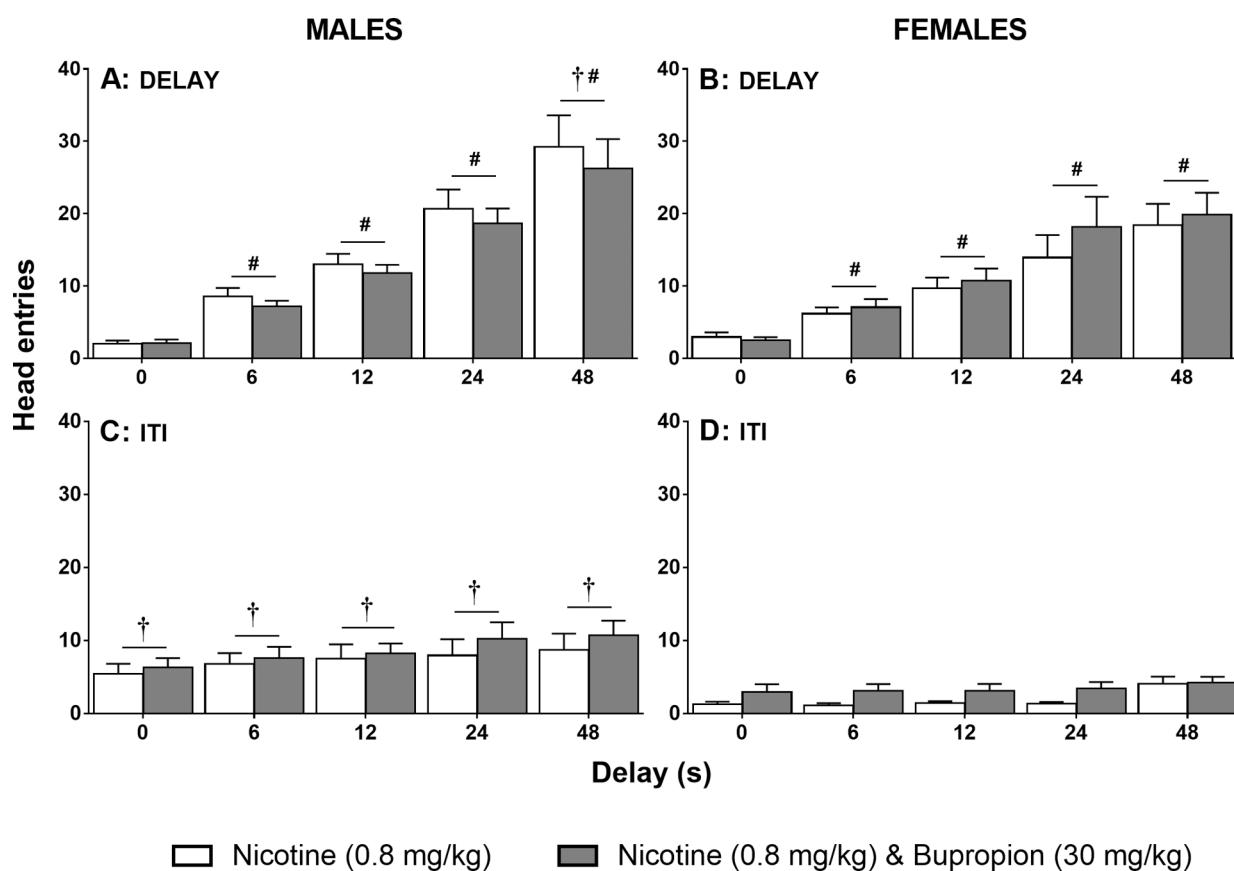 MALES
FEMALES
A: DELAY
40
30
20
10
0
# # # † #
0 6 12 24 48
B: DELAY
40
30
20
10
0
# # # #
0 6 12 24 48
Head entries
C: ITI
40
30
20
10
0
† † † † †
0 6 12 24 48
D: ITI
40
30
20
10
0
0 6 12 24 48
Delay (s)
Nicotine (0.8 mg/kg)
Nicotine (0.8 mg/kg) & Bupropion (30 mg/kg)